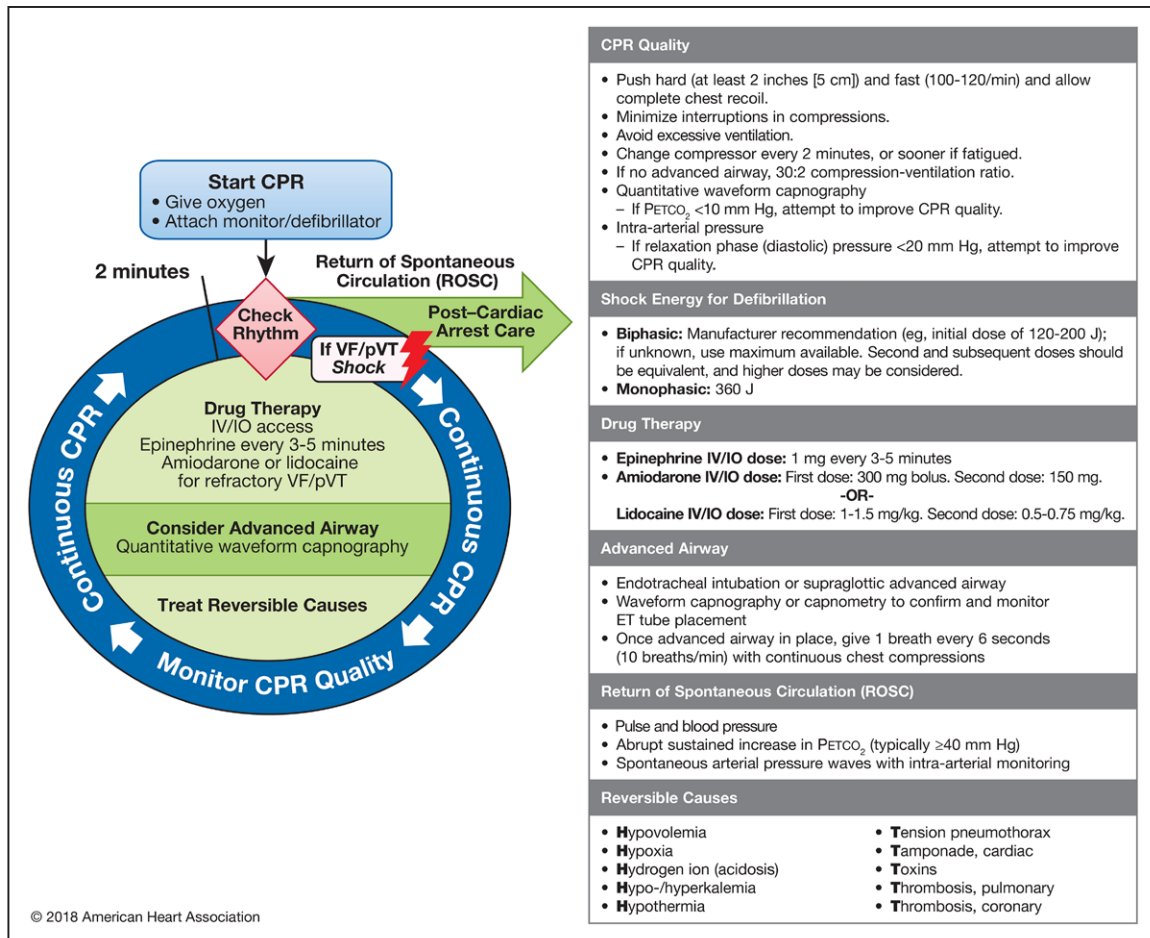 Start CPR
• Give oxygen
• Attach monitor/defibrillator
2 minutes
Return of Spontaneous
Circulation (ROSC)
Check
Rhythm
Post–Cardiac
Arrest Care
If VF/pVT
Shock
Continuous CPR
Continuous CPR
Monitor CPR Quality
Drug Therapy
IV/IO access
Epinephrine every 3-5 minutes
Amiodarone or lidocaine
for refractory VF/pVT
Consider Advanced Airway
Quantitative waveform capnography
Treat Reversible Causes
© 2018 American Heart Association
CPR Quality
• Push hard (at least 2 inches [5 cm]) and fast (100-120/min) and allow
complete chest recoil.
• Minimize interruptions in compressions.
• Avoid excessive ventilation.
• Change compressor every 2 minutes, or sooner if fatigued.
• If no advanced airway, 30:2 compression-ventilation ratio.
• Quantitative waveform capnography
– If PETCO₂ <10 mm Hg, attempt to improve CPR quality.
• Intra-arterial pressure
– If relaxation phase (diastolic) pressure <20 mm Hg, attempt to improve
CPR quality.
Shock Energy for Defibrillation
• Biphasic: Manufacturer recommendation (eg, initial dose of 120-200 J);
if unknown, use maximum available. Second and subsequent doses should
be equivalent, and higher doses may be considered.
• Monophasic: 360 J
Drug Therapy
• Epinephrine IV/IO dose: 1 mg every 3-5 minutes
• Amiodarone IV/IO dose: First dose: 300 mg bolus. Second dose: 150 mg.
-OR-
Lidocaine IV/IO dose: First dose: 1-1.5 mg/kg. Second dose: 0.5-0.75 mg/kg.
Advanced Airway
• Endotracheal intubation or supraglottic advanced airway
• Waveform capnography or capnometry to confirm and monitor
ET tube placement
• Once advanced airway in place, give 1 breath every 6 seconds
(10 breaths/min) with continuous chest compressions
Return of Spontaneous Circulation (ROSC)
• Pulse and blood pressure
• Abrupt sustained increase in PETCO₂ (typically ≥40 mm Hg)
• Spontaneous arterial pressure waves with intra-arterial monitoring
Reversible Causes
• Hypovolemia
• Hypoxia
• Hydrogen ion (acidosis)
• Hypo-/hyperkalemia
• Hypothermia
• Tension pneumothorax
• Tamponade, cardiac
• Toxins
• Thrombosis, pulmonary
• Thrombosis, coronary